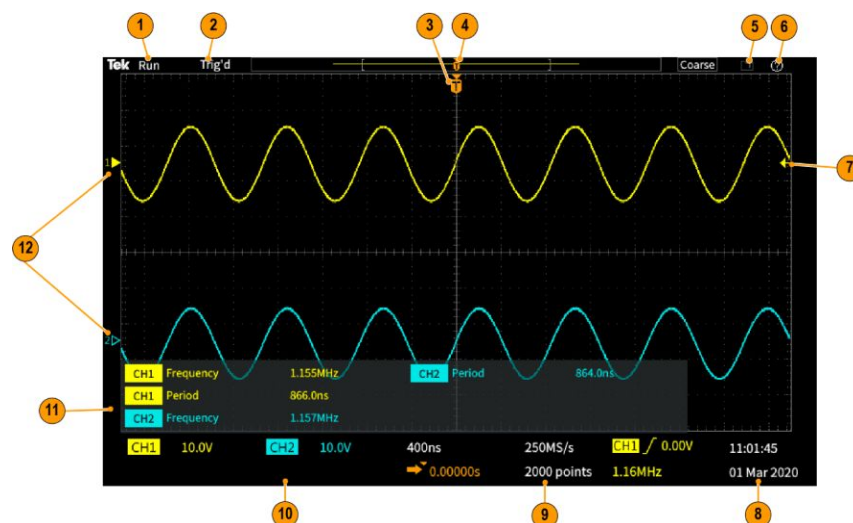 1 2 3 4 5 6
Tek Run Trig'd T Coarse ?
T
1
7
12
2
CH1 Frequency 1.155MHz CH2 Period 864.0ns
CH1 Period 866.0ns
11
CH2 Frequency 1.157MHz
CH1 10.0V CH2 10.0V 400ns 250MS/s CH1 0.00V 11:01:45
0.00000s 2000 points 1.16MHz 01 Mar 2020
10 9 8